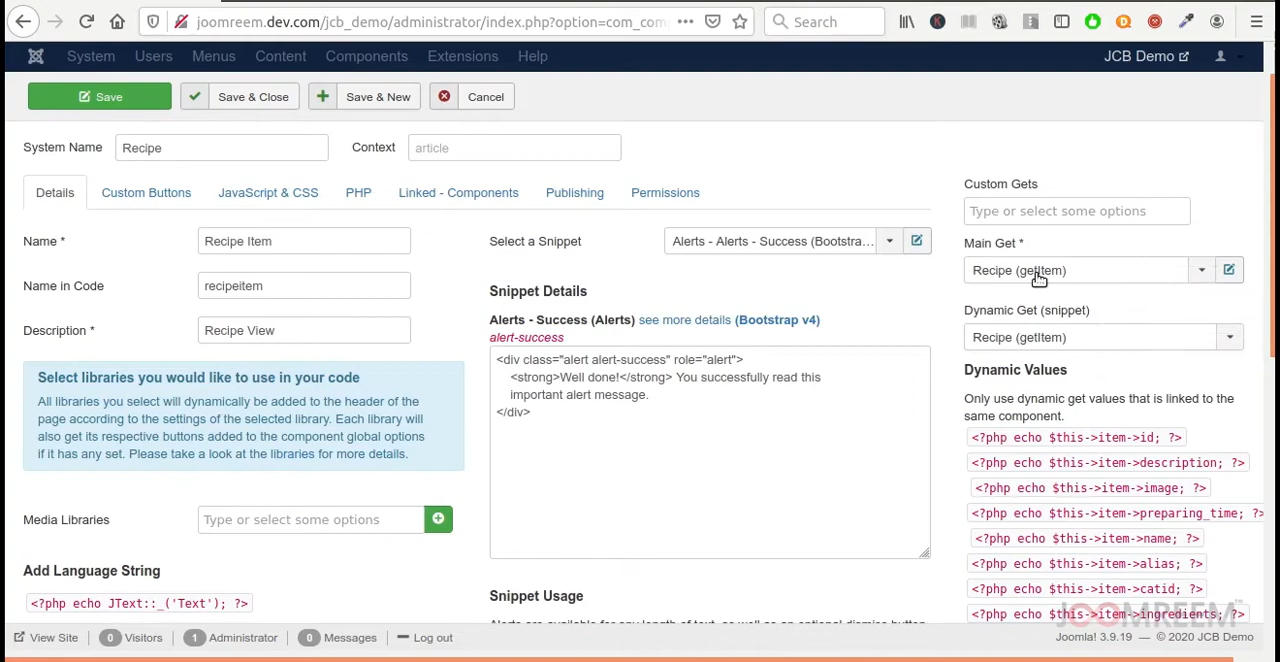 joomreem.dev.com/jcb_demo/administrator/index.php?option=com_com
Search
System Users Menus Content Components Extensions Help
JCB Demo
Save
Save & Close
Save & New
Cancel
System Name Recipe
Context article
Details Custom Buttons JavaScript & CSS PHP Linked - Components Publishing Permissions
Name * Recipe Item
Name in Code recipeitem
Description * Recipe View
Select libraries you would like to use in your code
All libraries you select will dynamically be added to the header of the
page according to the settings of the selected library. Each library will
also get its respective buttons added to the component global options
if it has any set. Please take a look at the libraries for more details.
Media Libraries Type or select some options
Add Language String
<?php echo JText::_('Text'); ?>
Select a Snippet Alerts - Alerts - Success (Bootstra...
Snippet Details
Alerts - Success (Alerts) see more details (Bootstrap v4)
alert-success
<div class="alert alert-success" role="alert">
<strong>Well done!</strong> You successfully read this
important alert message.
</div>
Snippet Usage
Custom Gets
Type or select some options
Main Get *
Recipe (getItem)
Dynamic Get (snippet)
Recipe (getItem)
Dynamic Values
Only use dynamic get values that is linked to the
same component.
<?php echo $this->item->id; ?>
<?php echo $this->item->description; ?>
<?php echo $this->item->image; ?>
<?php echo $this->item->preparing_time; ?>
<?php echo $this->item->name; ?>
<?php echo $this->item->alias; ?>
<?php echo $this->item->catid; ?>
<?php echo $this->item->ingredients; ?>
JOOMREEM™
View Site 0 Visitors 1 Administrator 0 Messages Log out
Joomla! 3.9.19 — © 2020 JCB Demo